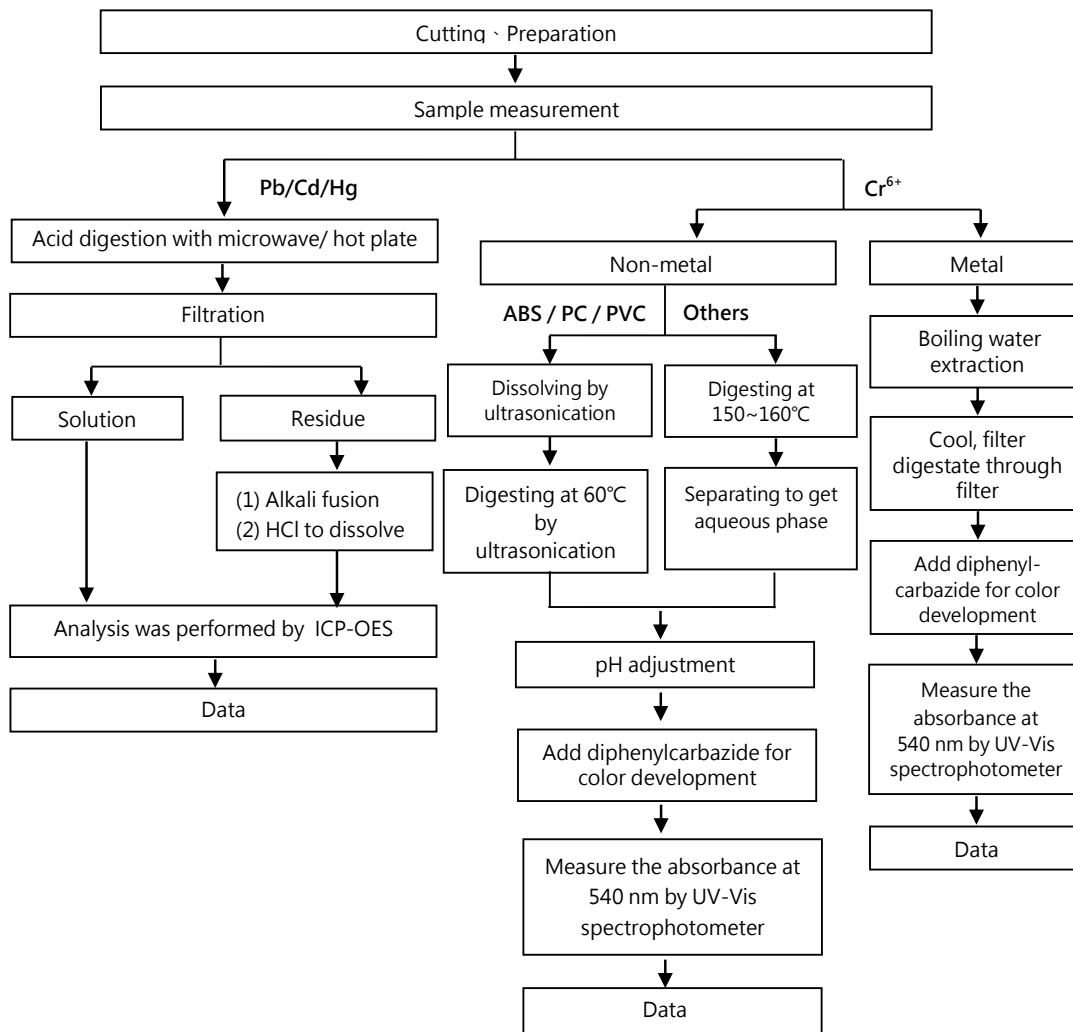 Cutting、Preparation
Sample measurement
Pb/Cd/Hg
Cr⁶⁺
Acid digestion with microwave/ hot plate
Filtration
Solution
Residue
(1) Alkali fusion
(2) HCl to dissolve
Analysis was performed by ICP-OES
Data
Non-metal
ABS / PC / PVC
Others
Dissolving by
ultrasonication
Digesting at 60℃
by
ultrasonication
Digesting at
150~160℃
Separating to get
aqueous phase
pH adjustment
Add diphenylcarbazide for
color development
Measure the absorbance at
540 nm by UV-Vis
spectrophotometer
Data
Metal
Boiling water
extraction
Cool, filter
digestate through
filter
Add diphenyl-
carbazide for color
development
Measure the
absorbance at
540 nm by UV-Vis
spectrophotometer
Data